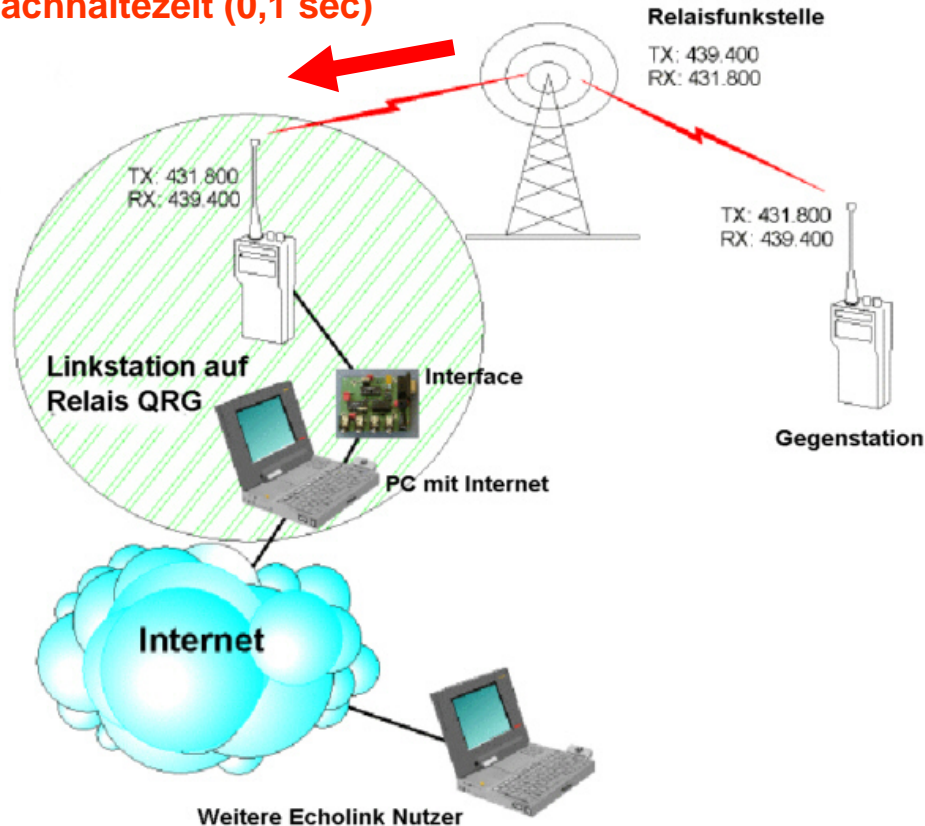 achhaltezeit (0,1 sec)
Relaisfunkstelle
TX: 439.400
RX: 431.800
TX: 431.800
RX: 439.400
TX: 431.800
RX: 439.400
Linkstation auf
Relais QRG
Interface
Gegenstation
PC mit Internet
Internet
Weitere Echolink Nutzer